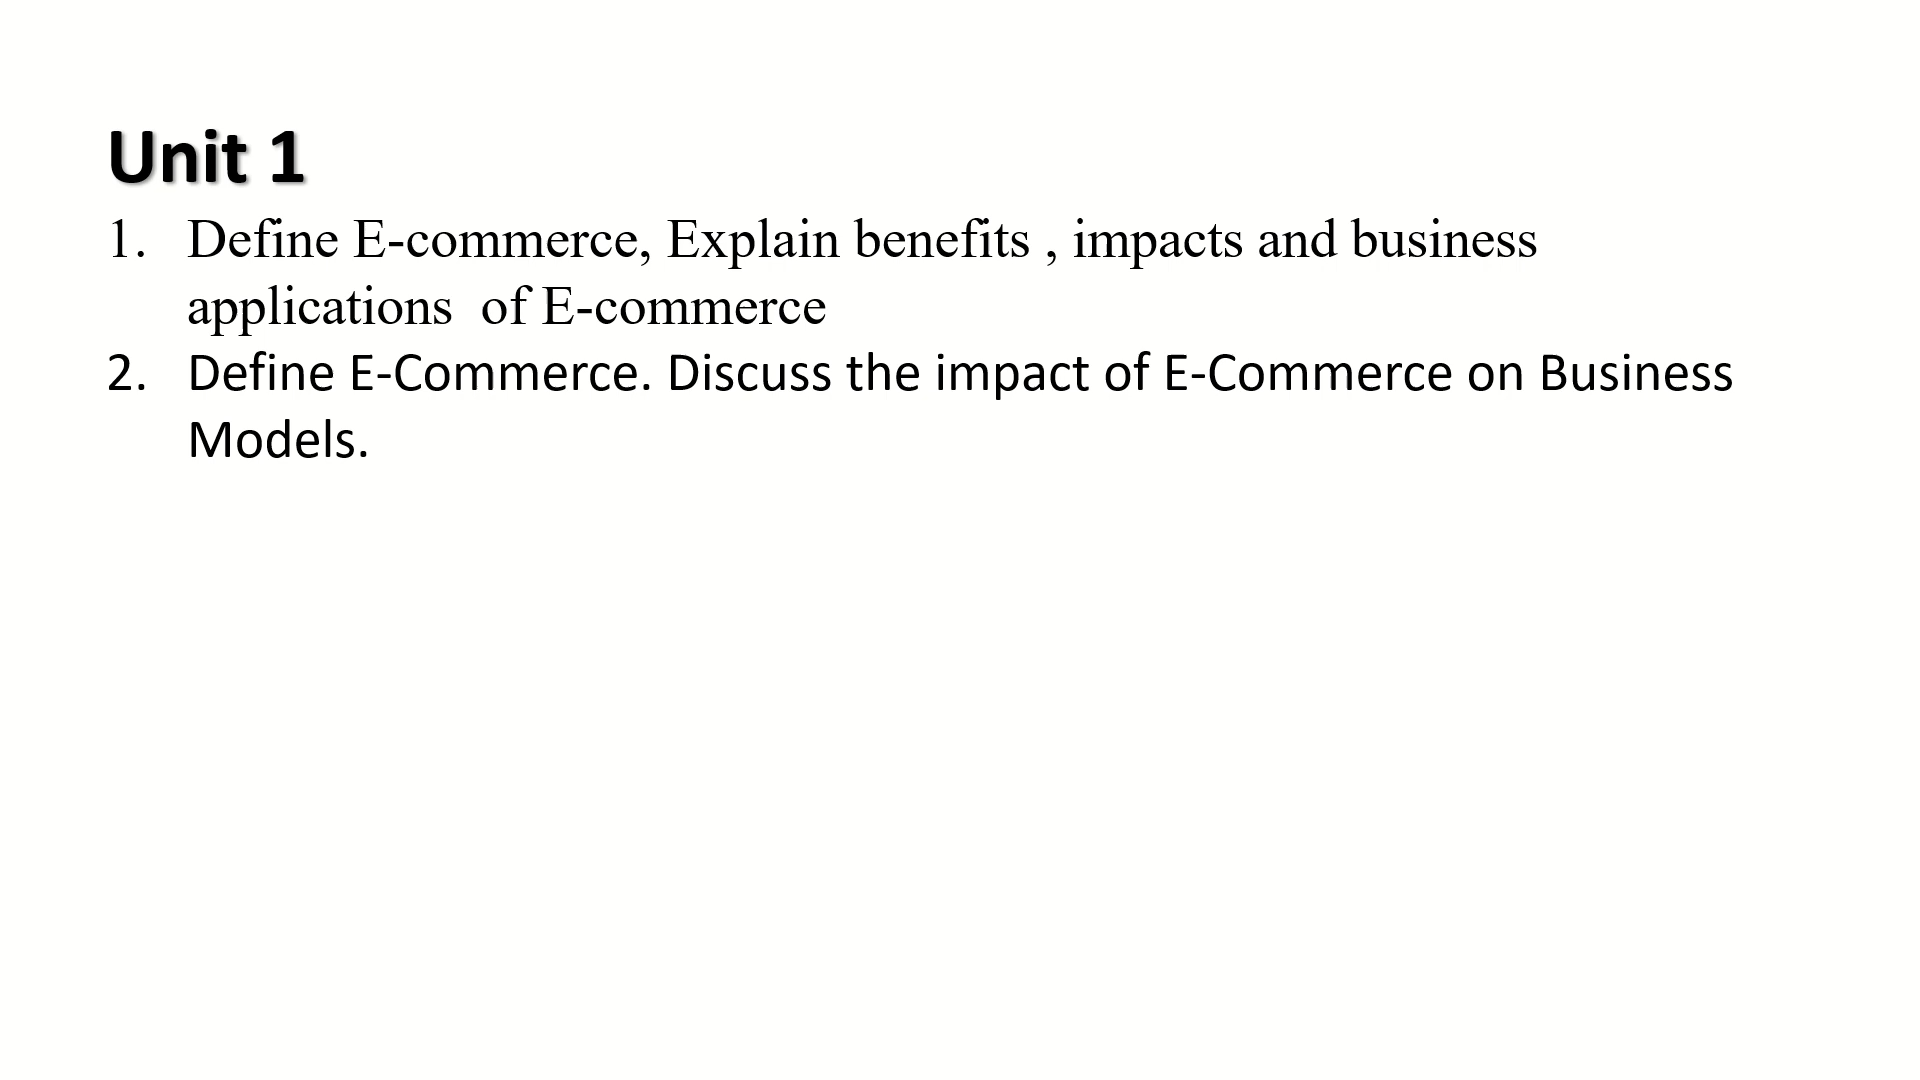 Unit 1
1. Define E-commerce, Explain benefits , impacts and business
applications  of E-commerce
2. Define E-Commerce. Discuss the impact of E-Commerce on Business
Models.